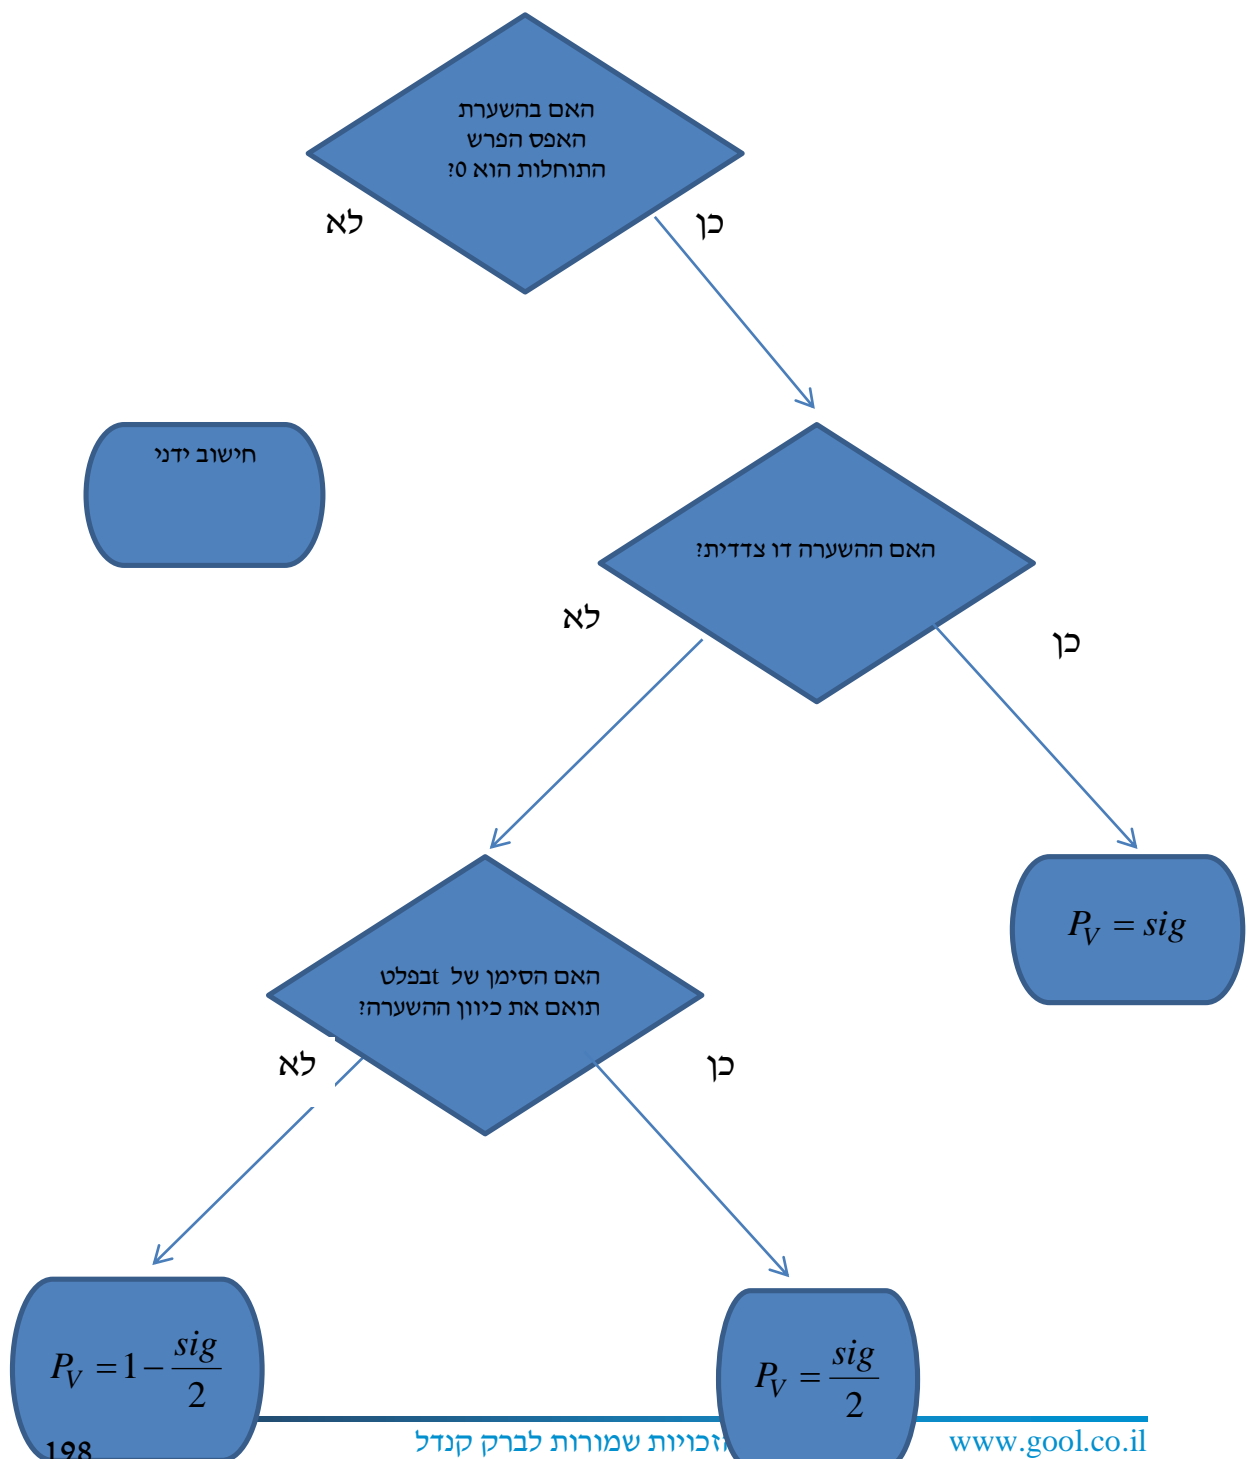 האם בהשערת
האפס הפרש
התוחלות הוא 0?
לא
כן
חישוב ידני
האם ההשערה דו צדדית?
לא
כן
P_V = sig
האם הסימן של t בפלט
תואם את כיוון ההשערה?
לא
כן
P_V = 1 − sig/2
P_V = sig/2
198
זכויות שמורות לברק קנדל
www.gool.co.il